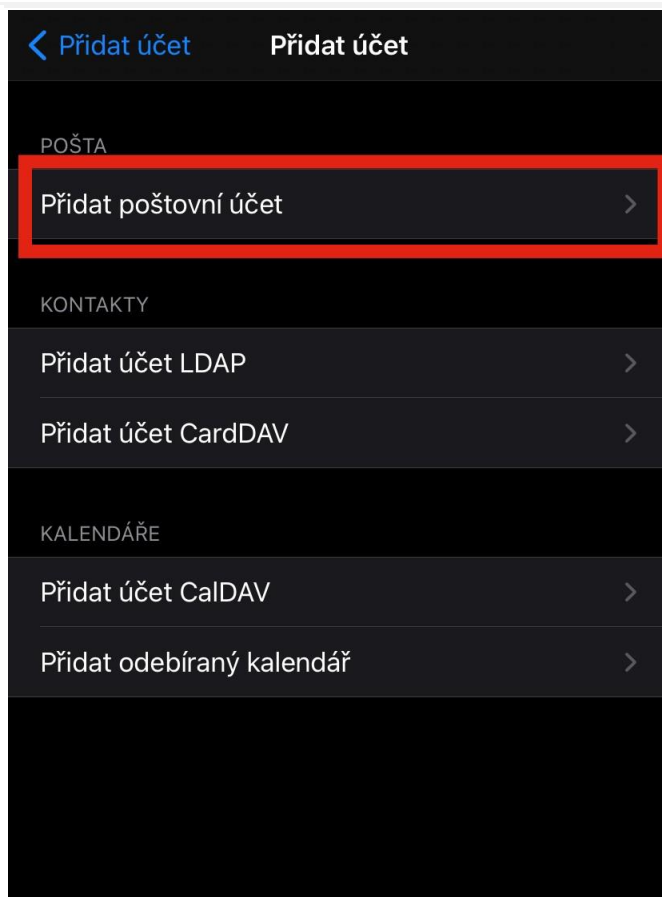 Přidat účet Přidat účet
POŠTA
Přidat poštovní účet
KONTAKTY
Přidat účet LDAP
Přidat účet CardDAV
KALENDÁŘE
Přidat účet CalDAV
Přidat odebíraný kalendář